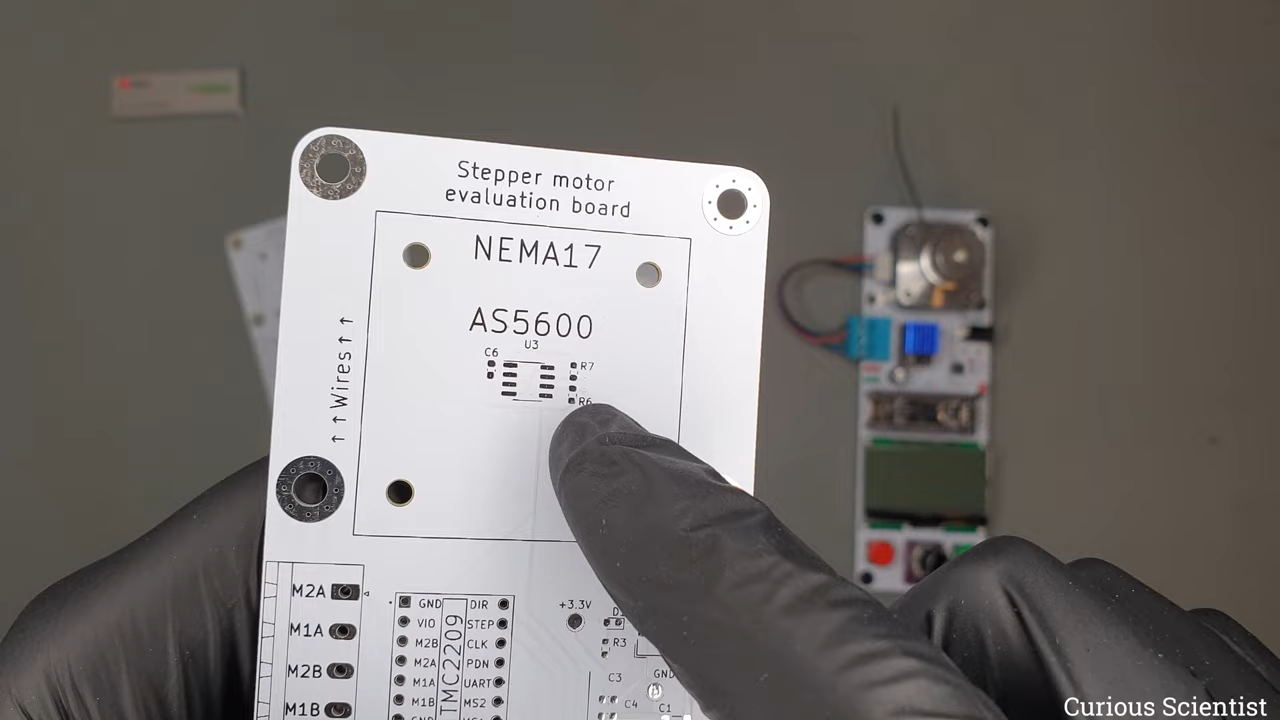 Stepper motor
evaluation board
NEMA17
AS5600
U3
C6
R7
R6
↑↑Wires↑↑
M2A
M1A
M2B
M1B
GND DIR
VIO STEP
M2B CLK
M2A PDN
M1A UART
M1B MS2
TMC2209
+3.3V
R3
GND
C3
C4
C1
Curious Scientist